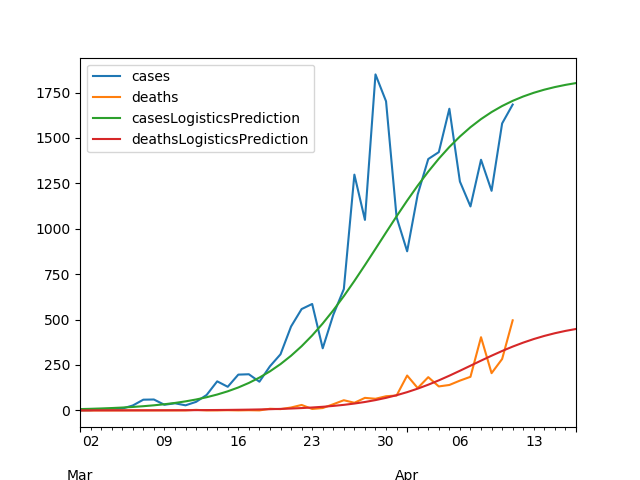 cases
deaths
casesLogisticsPrediction
deathsLogisticsPrediction
1750
1500
1250
1000
750
500
250
0
02 09 16 23 30 06 13
Mar Apr